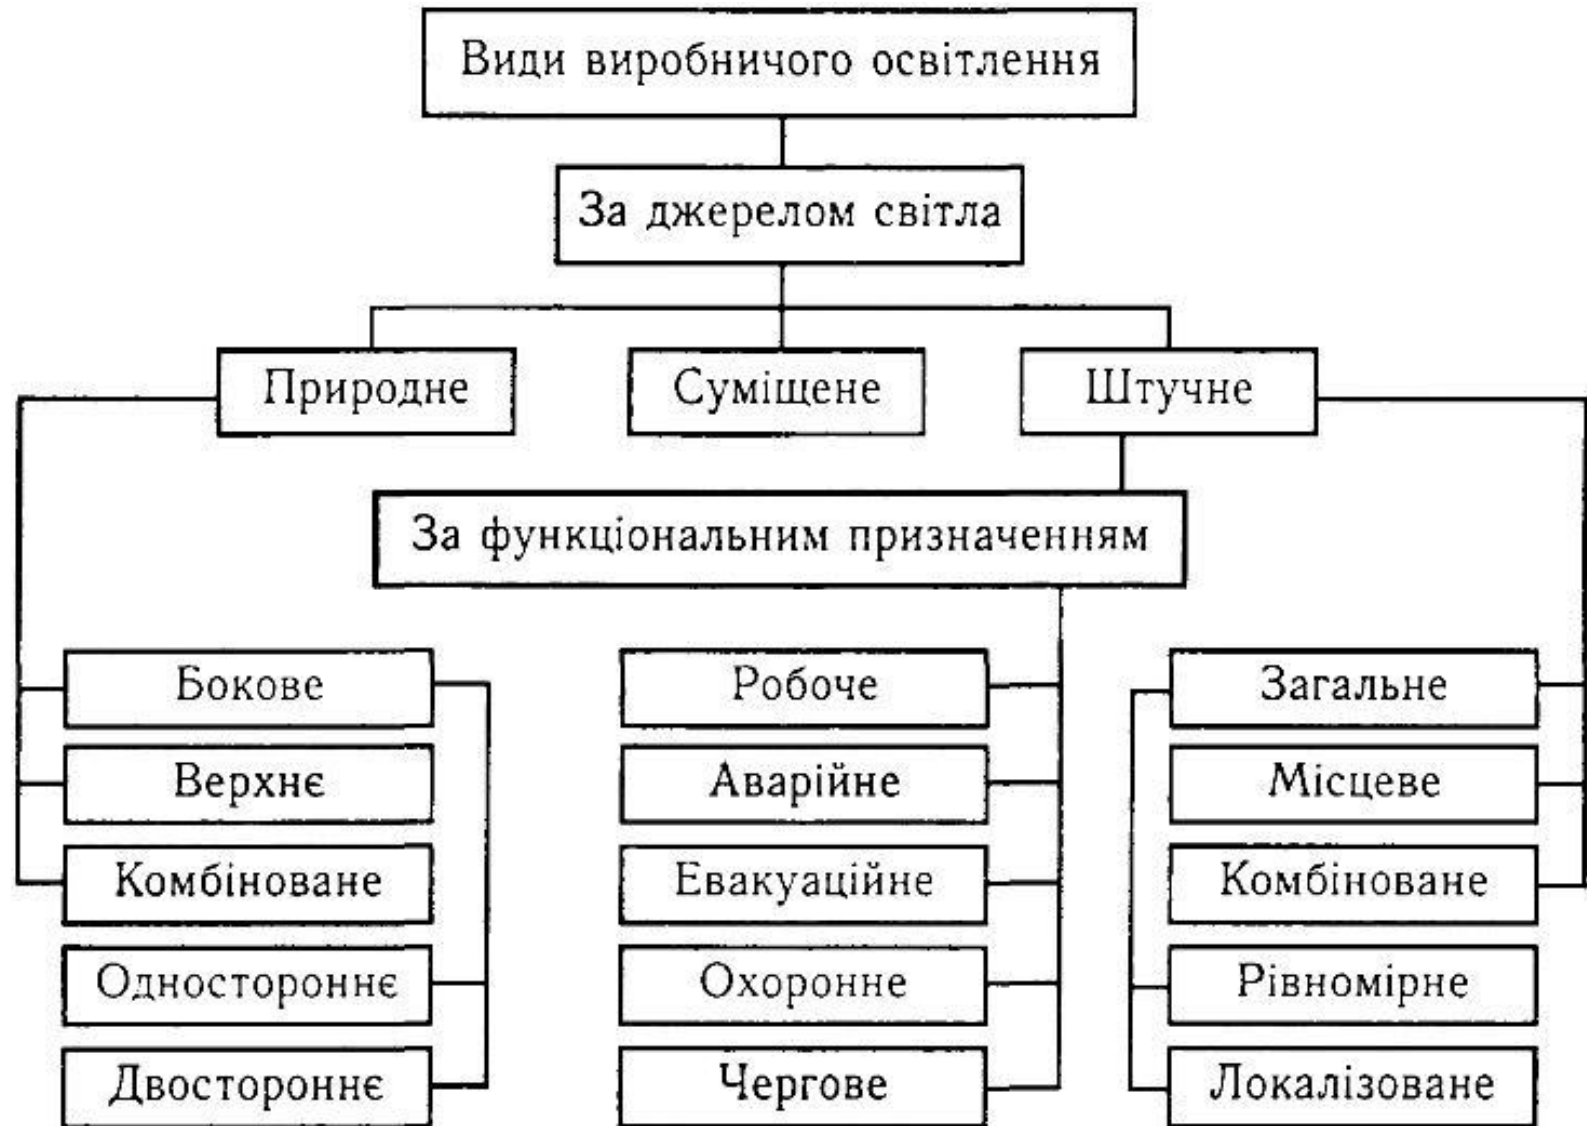 Види виробничого освітлення
За джерелом світла
Природне
Суміщене
Штучне
За функціональним призначенням
Бокове
Верхнє
Комбіноване
Одностороннє
Двостороннє
Робоче
Аварійне
Евакуаційне
Охоронне
Чергове
Загальне
Місцеве
Комбіноване
Рівномірне
Локалізоване